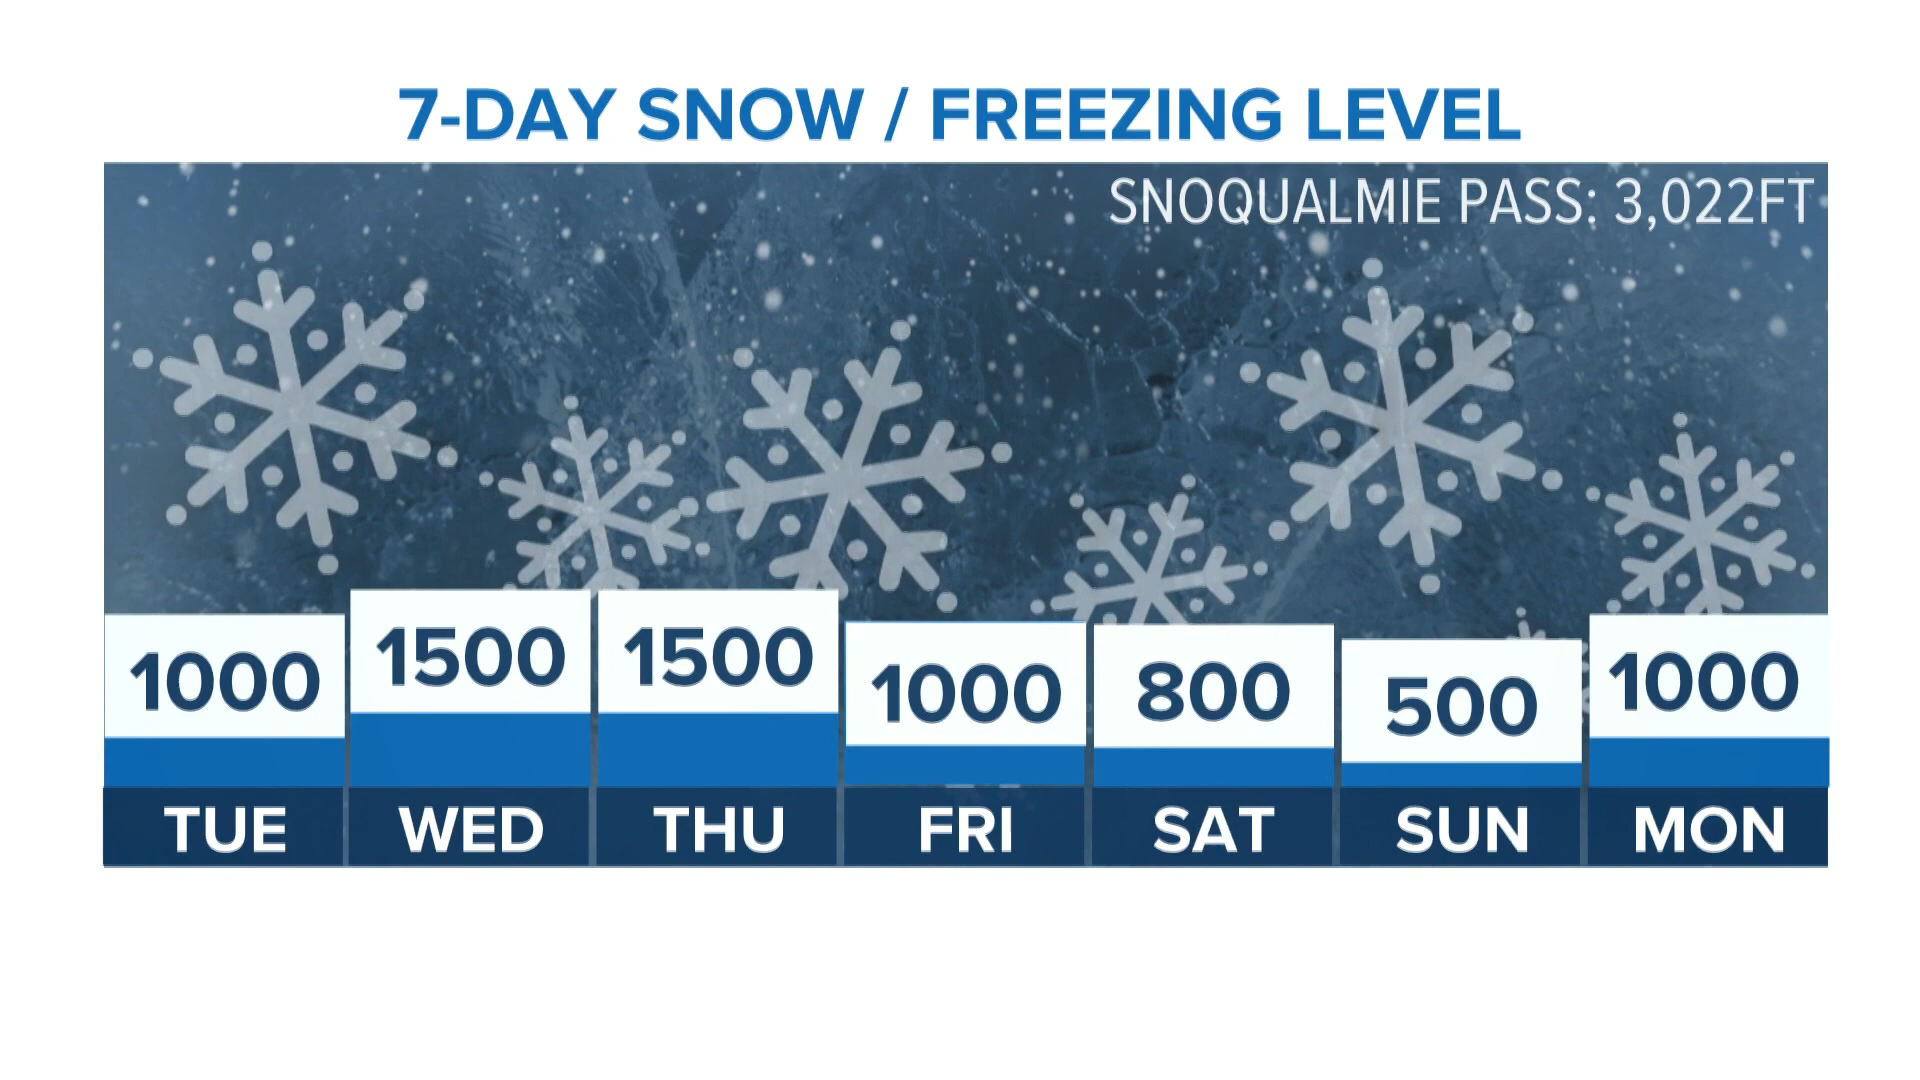 7-DAY SNOW / FREEZING LEVEL
SNOQUALMIE PASS: 3,022FT
1000 1500 1500 1000 800 500 1000
TUE WED THU FRI SAT SUN MON